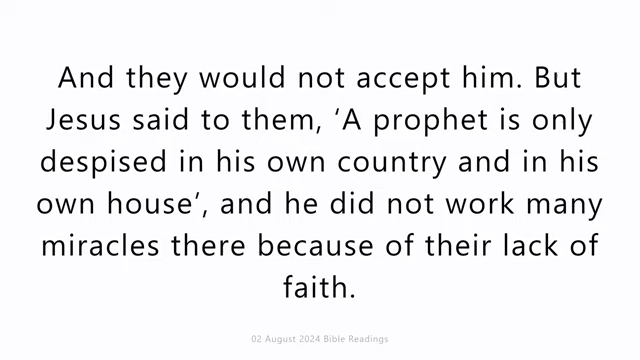 And they would not accept him. But
Jesus said to them, ‘A prophet is only
despised in his own country and in his
own house’, and he did not work many
miracles there because of their lack of
faith.
02 August 2024 Bible Readings